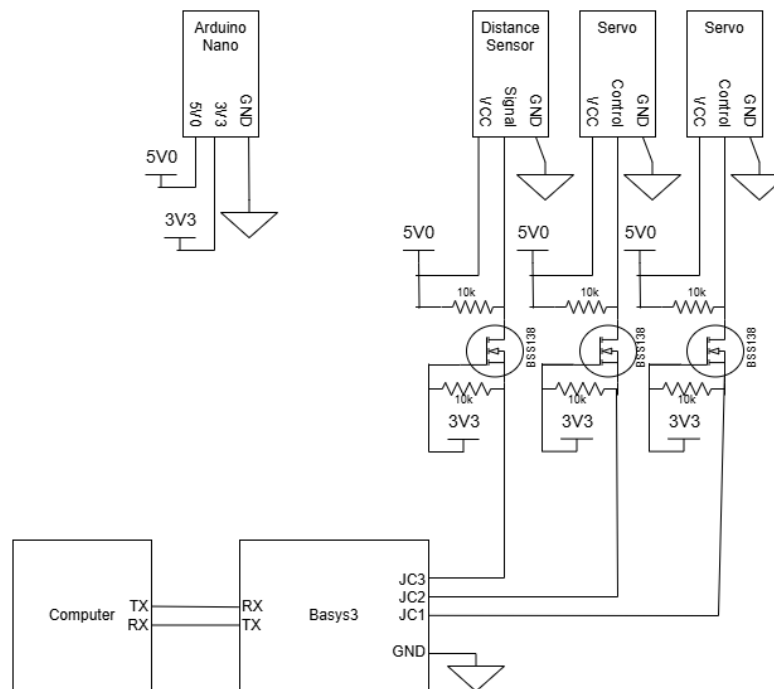 Arduino
Nano
5V0
3V3
GND
5V0
3V3
Distance
Sensor
VCC
Signal
GND
Servo
VCC
Control
GND
Servo
VCC
Control
GND
5V0
10k
BSS138
10k
3V3
5V0
10k
BSS138
10k
3V3
5V0
10k
BSS138
10k
3V3
Computer
TX
RX
Basys3
RX
TX
JC3
JC2
JC1
GND